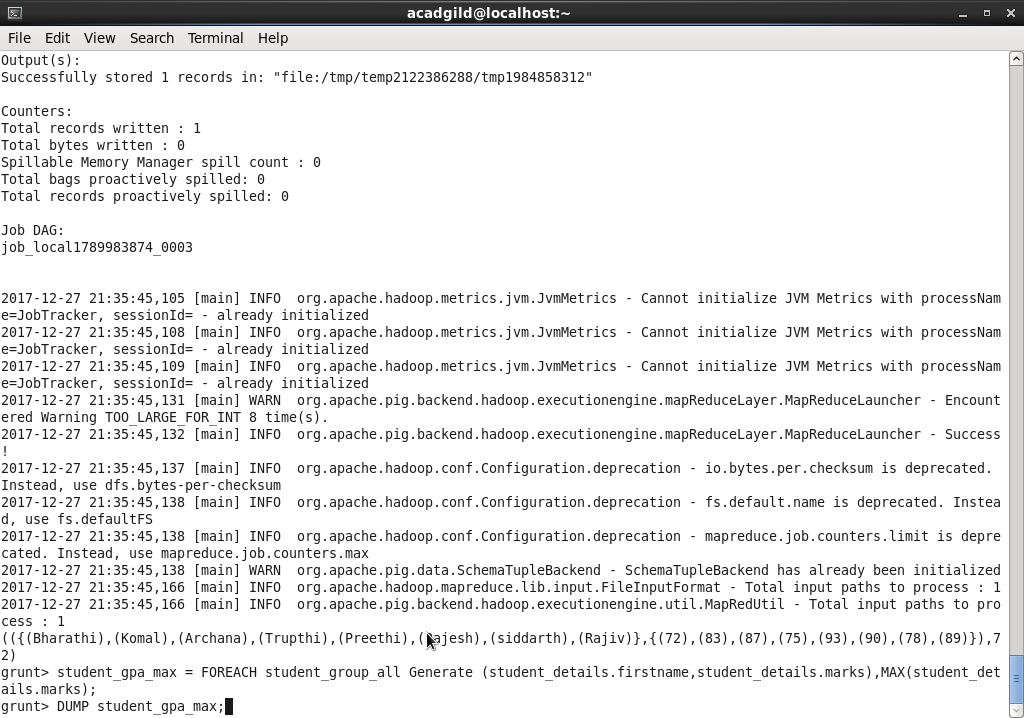 acadgild@localhost:~
File Edit View Search Terminal Help
Output(s):
Successfully stored 1 records in: "file:/tmp/temp2122386288/tmp1984858312"
Counters:
Total records written : 1
Total bytes written : 0
Spillable Memory Manager spill count : 0
Total bags proactively spilled: 0
Total records proactively spilled: 0
Job DAG:
job_local1789983874_0003
2017-12-27 21:35:45,105 [main] INFO  org.apache.hadoop.metrics.jvm.JvmMetrics - Cannot initialize JVM Metrics with processNam
e=JobTracker, sessionId= - already initialized
2017-12-27 21:35:45,108 [main] INFO  org.apache.hadoop.metrics.jvm.JvmMetrics - Cannot initialize JVM Metrics with processNam
e=JobTracker, sessionId= - already initialized
2017-12-27 21:35:45,109 [main] INFO  org.apache.hadoop.metrics.jvm.JvmMetrics - Cannot initialize JVM Metrics with processNam
e=JobTracker, sessionId= - already initialized
2017-12-27 21:35:45,131 [main] WARN  org.apache.pig.backend.hadoop.executionengine.mapReduceLayer.MapReduceLauncher - Encount
ered Warning TOO_LARGE_FOR_INT 8 time(s).
2017-12-27 21:35:45,132 [main] INFO  org.apache.pig.backend.hadoop.executionengine.mapReduceLayer.MapReduceLauncher - Success
!
2017-12-27 21:35:45,137 [main] INFO  org.apache.hadoop.conf.Configuration.deprecation - io.bytes.per.checksum is deprecated.
Instead, use dfs.bytes-per-checksum
2017-12-27 21:35:45,138 [main] INFO  org.apache.hadoop.conf.Configuration.deprecation - fs.default.name is deprecated. Instea
d, use fs.defaultFS
2017-12-27 21:35:45,138 [main] INFO  org.apache.hadoop.conf.Configuration.deprecation - mapreduce.job.counters.limit is depre
cated. Instead, use mapreduce.job.counters.max
2017-12-27 21:35:45,138 [main] WARN  org.apache.pig.data.SchemaTupleBackend - SchemaTupleBackend has already been initialized
2017-12-27 21:35:45,166 [main] INFO  org.apache.hadoop.mapreduce.lib.input.FileInputFormat - Total input paths to process : 1
2017-12-27 21:35:45,166 [main] INFO  org.apache.pig.backend.hadoop.executionengine.util.MapRedUtil - Total input paths to pro
cess : 1
(({(Bharathi),(Komal),(Archana),(Trupthi),(Preethi),(Rajesh),(siddarth),(Rajiv)},{(72),(83),(87),(75),(93),(90),(78),(89)}),7
2)
grunt> student_gpa_max = FOREACH student_group_all Generate (student_details.firstname,student_details.marks),MAX(student_det
ails.marks);
grunt> DUMP student_gpa_max;